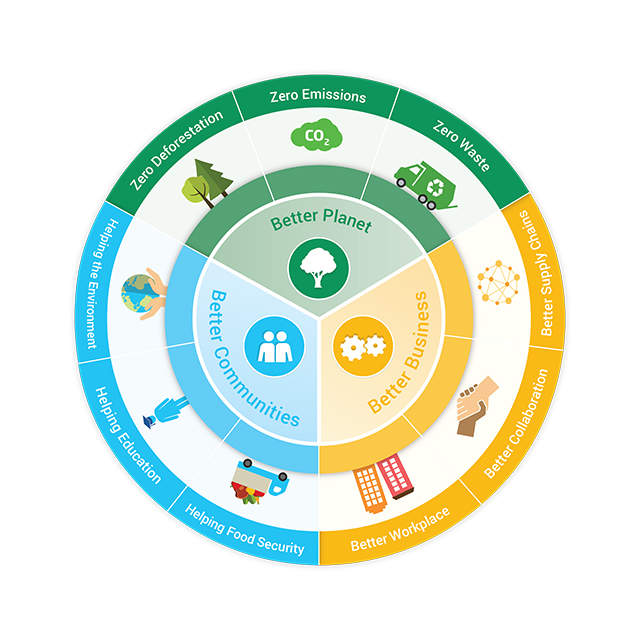 Zero Emissions
Zero Deforestation
Zero Waste
CO2
Better Planet
Helping the Environment
Better Supply Chains
Better Communities
Better Business
Helping Education
Better Collaboration
Helping Food Security
Better Workplace